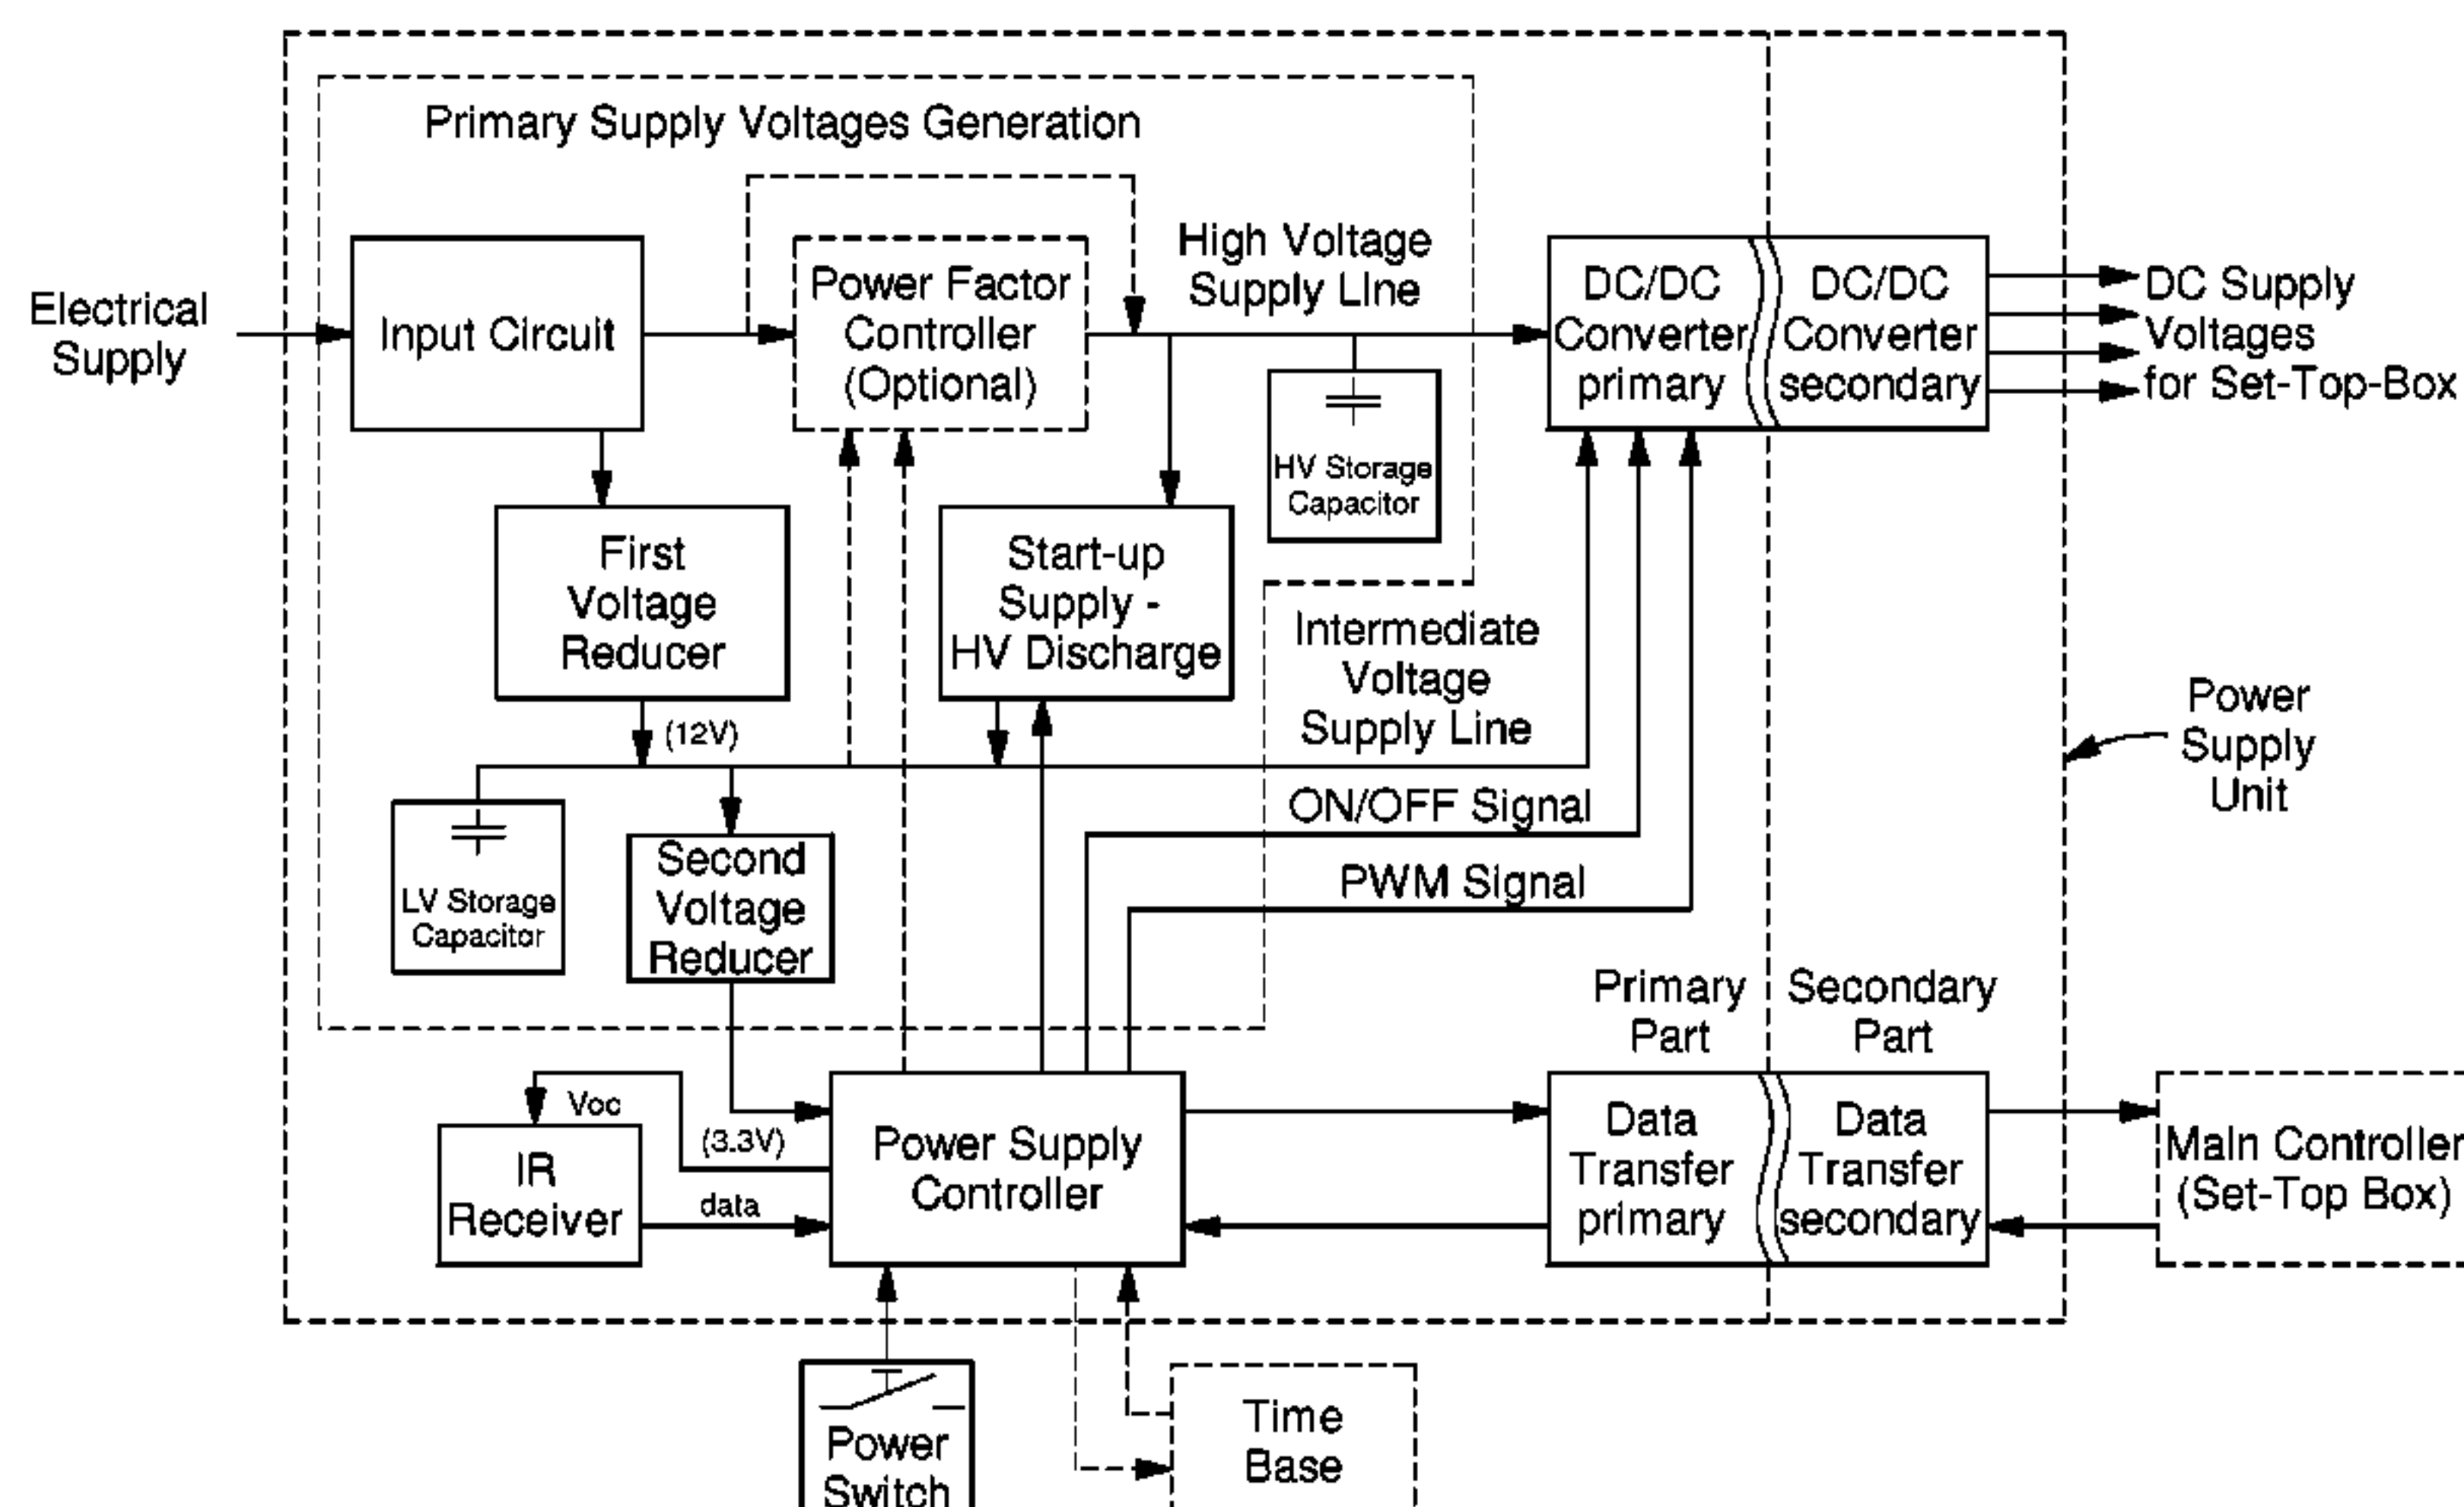 Primary Supply Voltages Generation
Electrical
Supply
Input Circuit
Power Factor
Controller
(Optional)
High Voltage
Supply Line
DC/DC
Converter
primary
DC/DC
Converter
secondary
DC Supply
Voltages
for Set-Top-Box
HV Storage
Capacitor
First
Voltage
Reducer
Start-up
Supply -
HV Discharge
Intermediate
Voltage
Supply Line
(12V)
Power
Supply
Unit
ON/OFF Signal
LV Storage
Capacitor
Second
Voltage
Reducer
PWM Signal
Primary
Part
Secondary
Part
Vcc
(3.3V)
IR
Receiver
data
Power Supply
Controller
Data
Transfer
primary
Data
Transfer
secondary
Main Controller
(Set-Top Box)
Power
Switch
Time
Base